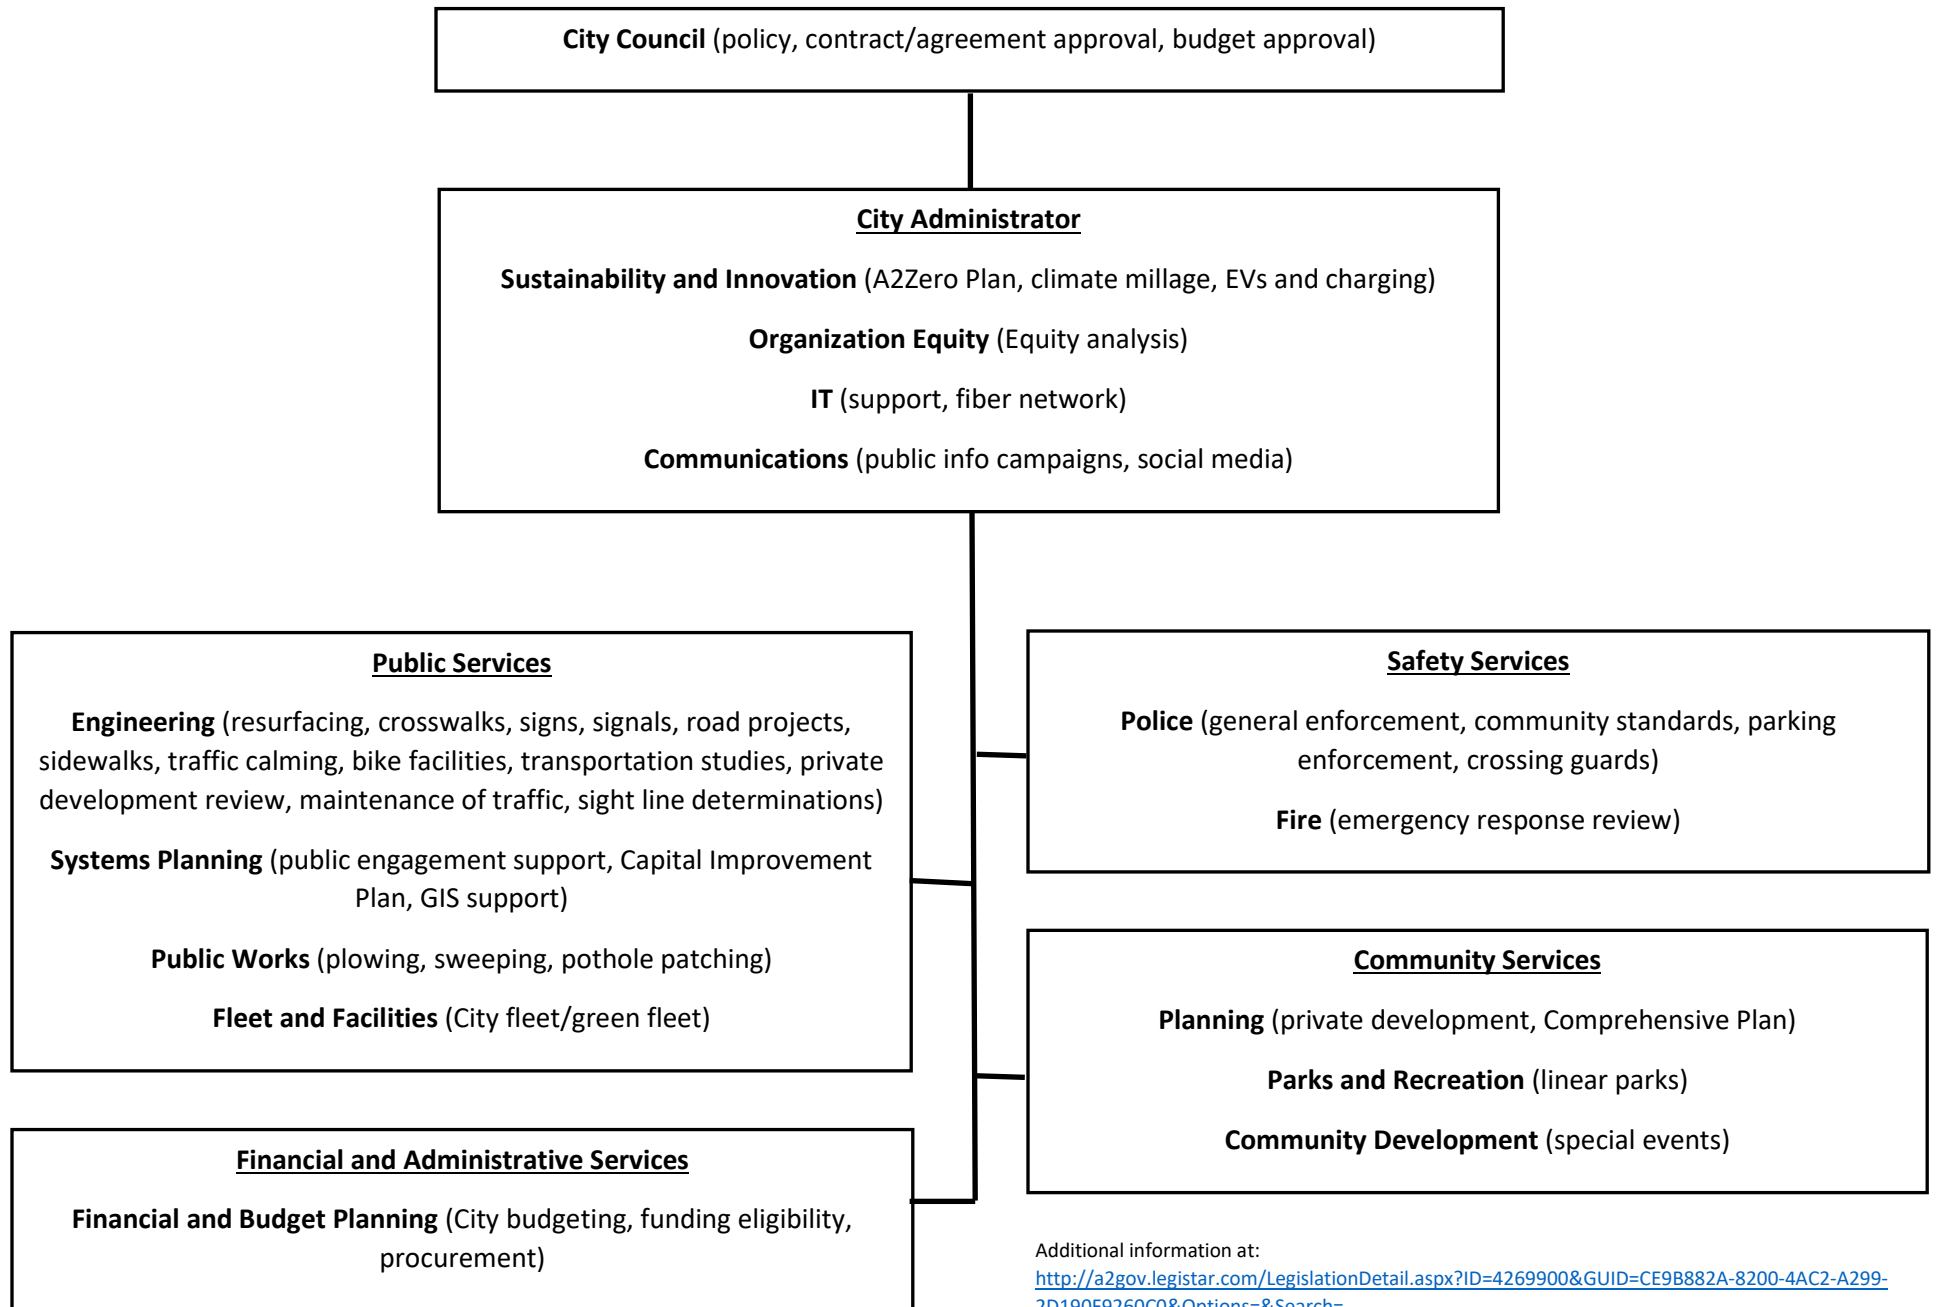 City Council (policy, contract/agreement approval, budget approval)
City Administrator
Sustainability and Innovation (A2Zero Plan, climate millage, EVs and charging)
Organization Equity (Equity analysis)
IT (support, fiber network)
Communications (public info campaigns, social media)
Public Services
Engineering (resurfacing, crosswalks, signs, signals, road projects,
sidewalks, traffic calming, bike facilities, transportation studies, private
development review, maintenance of traffic, sight line determinations)
Systems Planning (public engagement support, Capital Improvement
Plan, GIS support)
Public Works (plowing, sweeping, pothole patching)
Fleet and Facilities (City fleet/green fleet)
Financial and Administrative Services
Financial and Budget Planning (City budgeting, funding eligibility,
procurement)
Safety Services
Police (general enforcement, community standards, parking
enforcement, crossing guards)
Fire (emergency response review)
Community Services
Planning (private development, Comprehensive Plan)
Parks and Recreation (linear parks)
Community Development (special events)
Additional information at:
http://a2gov.legistar.com/LegislationDetail.aspx?ID=4269900&GUID=CE9B882A-8200-4AC2-A299-
2D190F9260C0&Options=&Search=